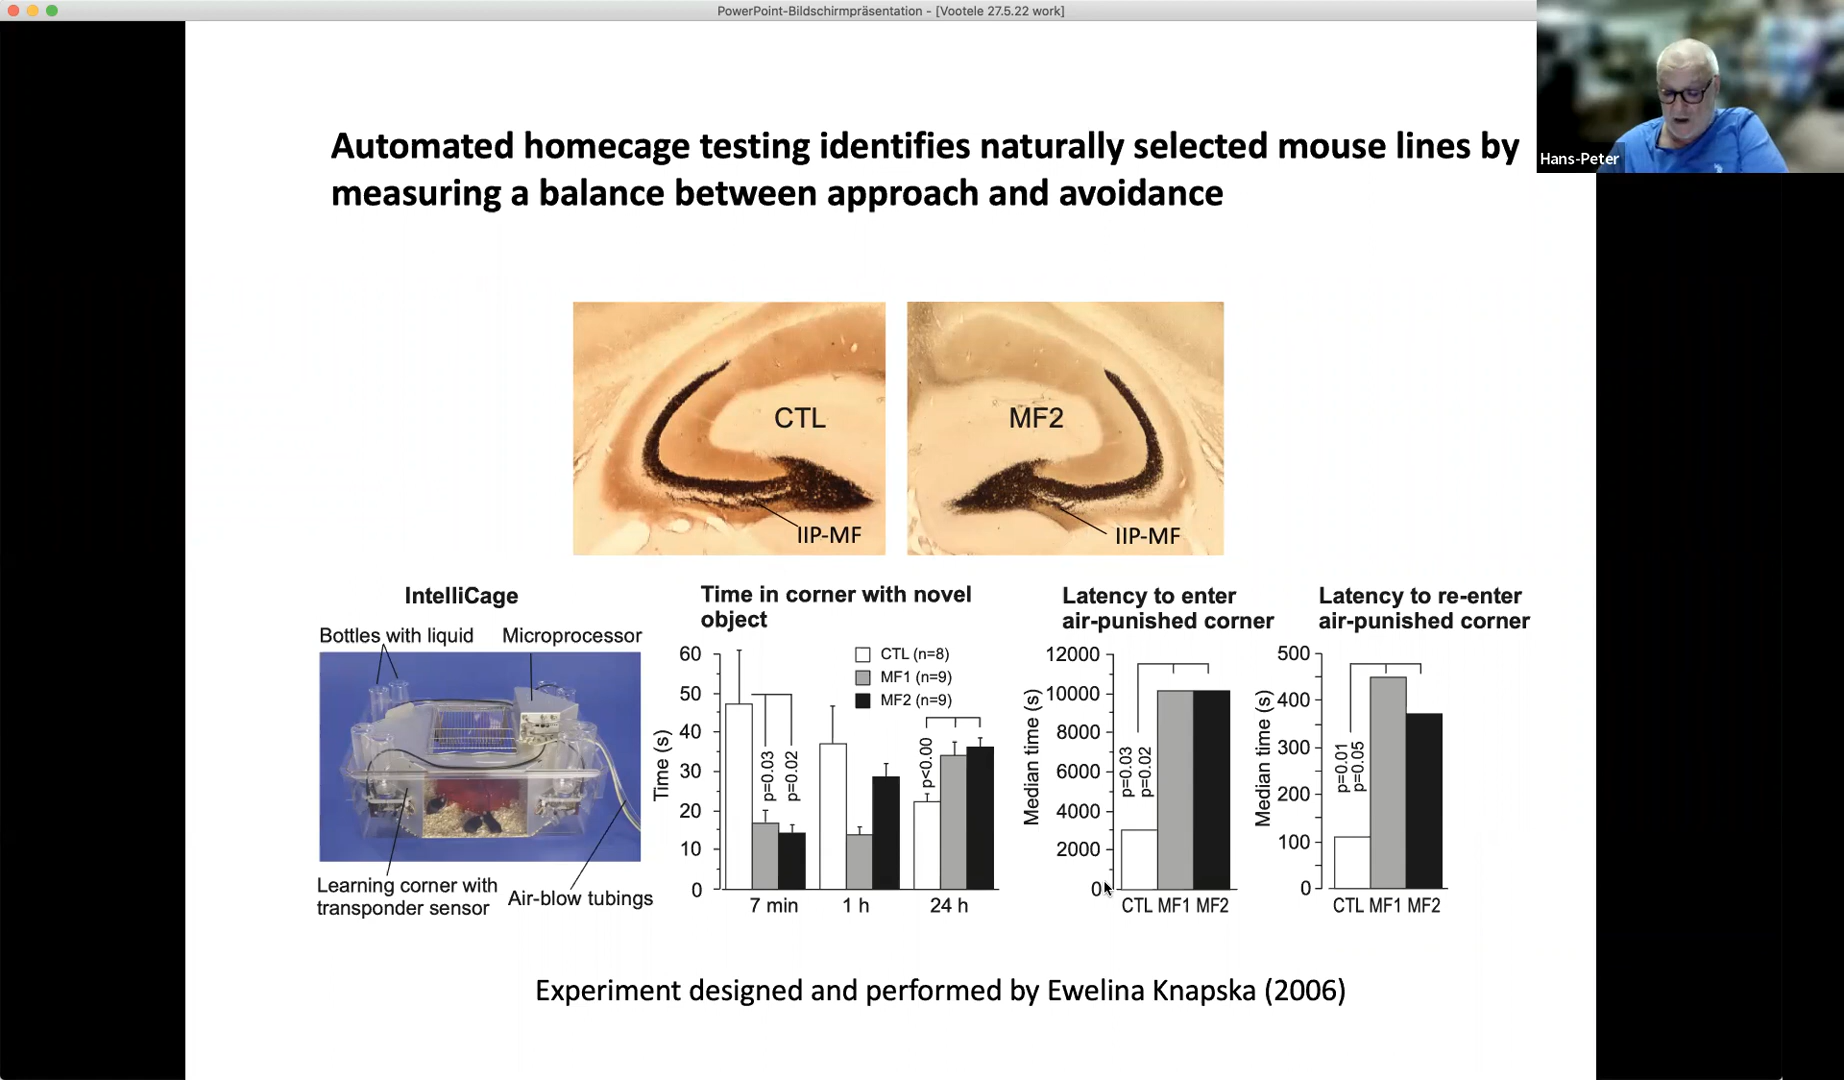 PowerPoint-Bildschirmpräsentation - [Vootele 27.5.22 work]
Hans-Peter
Automated homecage testing identifies naturally selected mouse lines by
measuring a balance between approach and avoidance
CTL
IIP-MF
MF2
IIP-MF
IntelliCage
Bottles with liquid
Microprocessor
Learning corner with
transponder sensor
Air-blow tubings
Time in corner with novel
object
Time (s)
60
50
40
30
20
10
0
CTL (n=8)
MF1 (n=9)
MF2 (n=9)
p=0.03
p=0.02
p<0.00
7 min
1 h
24 h
Latency to enter
air-punished corner
Median time (s)
12000
10000
8000
6000
4000
2000
0
p=0.03
p=0.02
CTL MF1 MF2
Latency to re-enter
air-punished corner
Median time (s)
500
400
300
200
100
0
p=0.01
p=0.05
CTL MF1 MF2
Experiment designed and performed by Ewelina Knapska (2006)